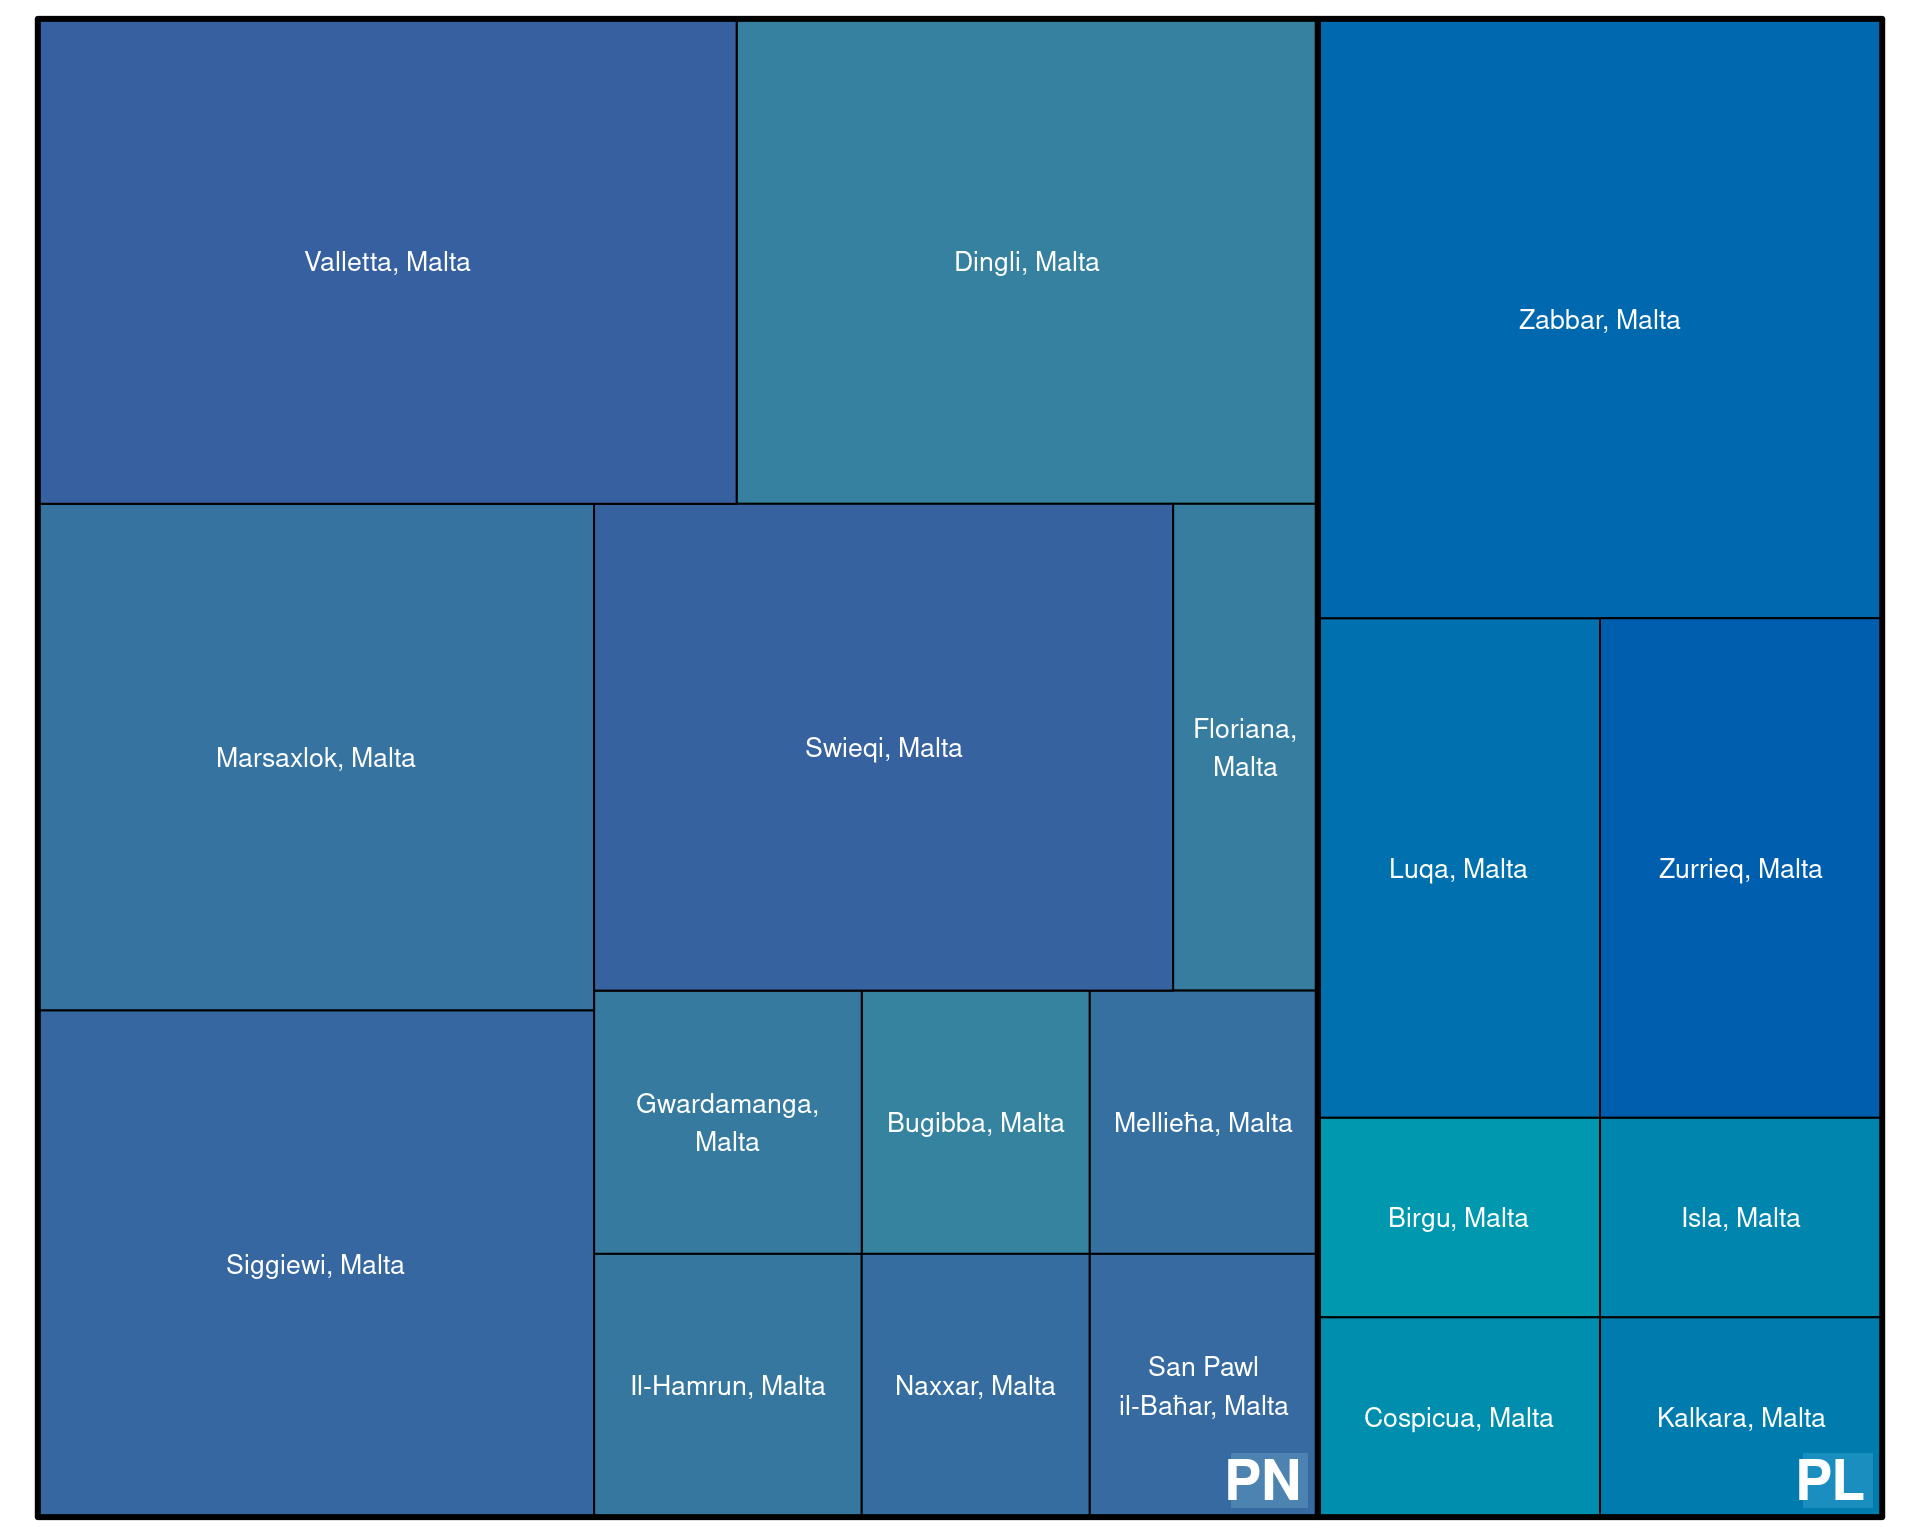 Valletta, Malta
Dingli, Malta
Zabbar, Malta
Marsaxlok, Malta
Swieqi, Malta
Floriana,
Malta
Luqa, Malta
Zurrieq, Malta
Siggiewi, Malta
Gwardamanga,
Malta
Bugibba, Malta
Mellieħa, Malta
Birgu, Malta
Isla, Malta
Il-Hamrun, Malta
Naxxar, Malta
San Pawl
il-Baħar, Malta
Cospicua, Malta
Kalkara, Malta
PN
PL